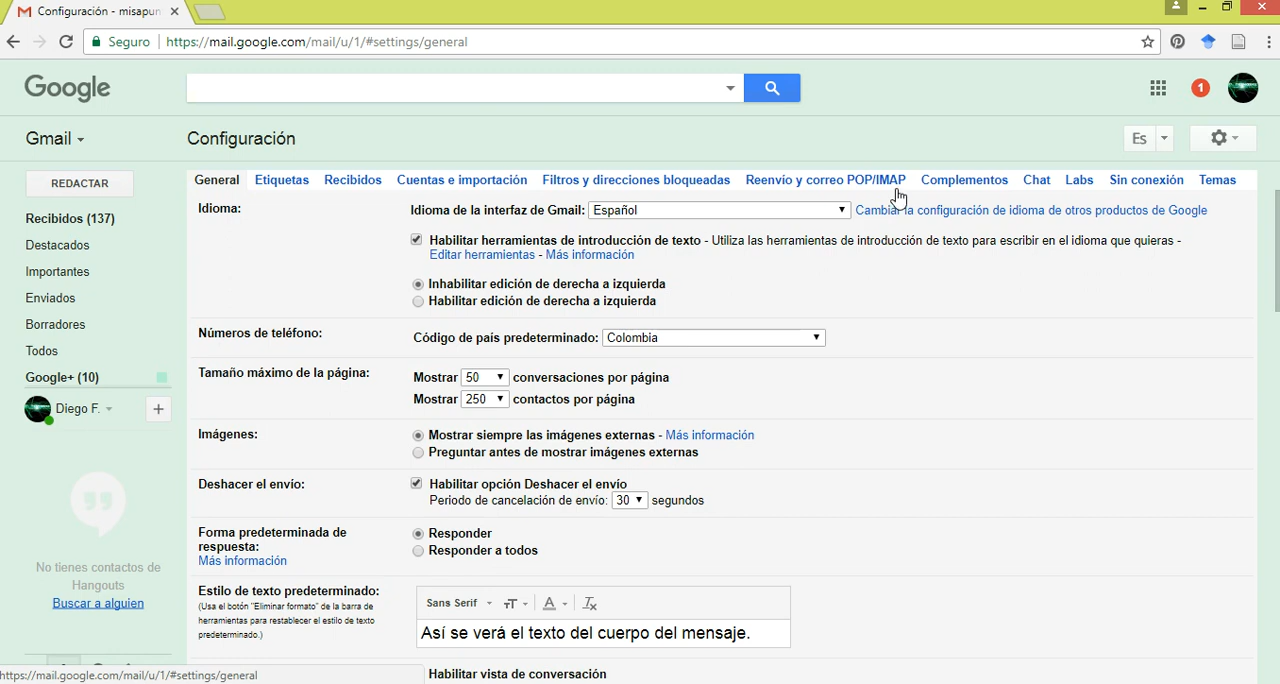 Configuración - misapun
Seguro https://mail.google.com/mail/u/1/#settings/general
Google
1
Gmail
Configuración
Es
REDACTAR
General Etiquetas Recibidos Cuentas e importación Filtros y direcciones bloqueadas Reenvío y correo POP/IMAP Complementos Chat Labs Sin conexión Temas
Recibidos (137)
Destacados
Importantes
Enviados
Borradores
Todos
Google+ (10)
Diego F.
No tienes contactos de
Hangouts
Buscar a alguien
Idioma:
Idioma de la interfaz de Gmail: Español Cambiar la configuración de idioma de otros productos de Google
Habilitar herramientas de introducción de texto - Utiliza las herramientas de introducción de texto para escribir en el idioma que quieras -
Editar herramientas - Más información
Inhabilitar edición de derecha a izquierda
Habilitar edición de derecha a izquierda
Números de teléfono:
Código de país predeterminado: Colombia
Tamaño máximo de la página:
Mostrar 50 conversaciones por página
Mostrar 250 contactos por página
Imágenes:
Mostrar siempre las imágenes externas - Más información
Preguntar antes de mostrar imágenes externas
Deshacer el envío:
Habilitar opción Deshacer el envío
Periodo de cancelación de envío: 30 segundos
Forma predeterminada de
respuesta:
Más información
Responder
Responder a todos
Estilo de texto predeterminado:
(Usa el botón "Eliminar formato" de la barra de
herramientas para restablecer el estilo de texto
predeterminado.)
Sans Serif
Así se verá el texto del cuerpo del mensaje.
Habilitar vista de conversación
https://mail.google.com/mail/u/1/#settings/general